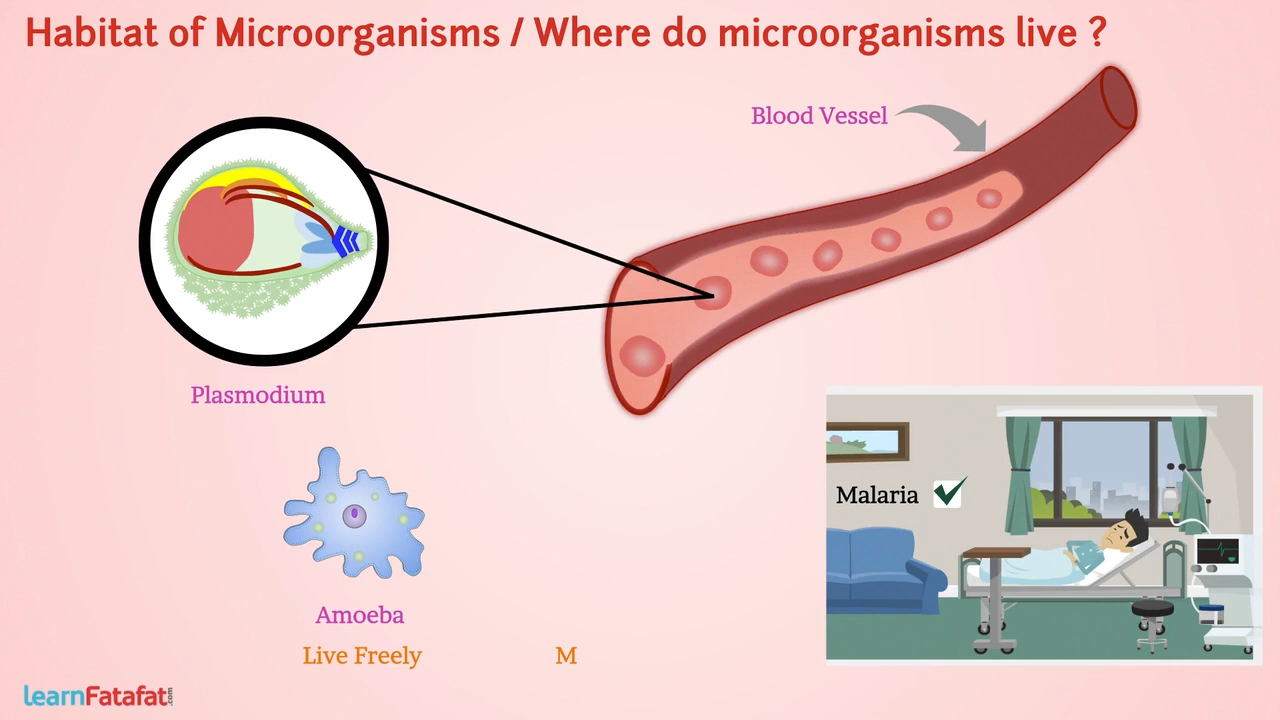 Habitat of Microorganisms / Where do microorganisms live ?
Blood Vessel
Plasmodium
Malaria
Amoeba
Live Freely
M
learnFatafat.com